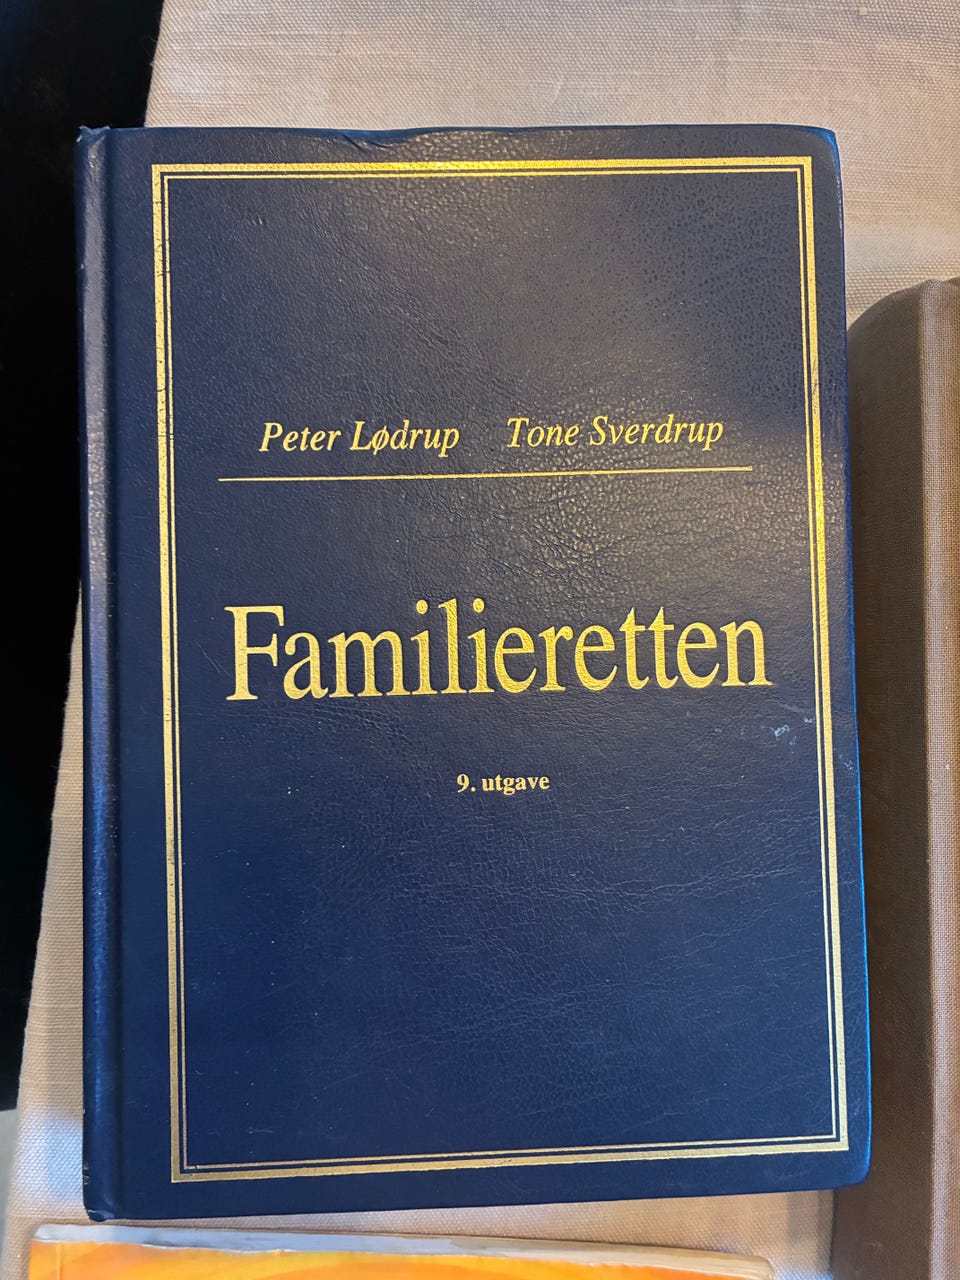 Peter Lødrup Tone Sverdrup
Familieretten
9. utgave